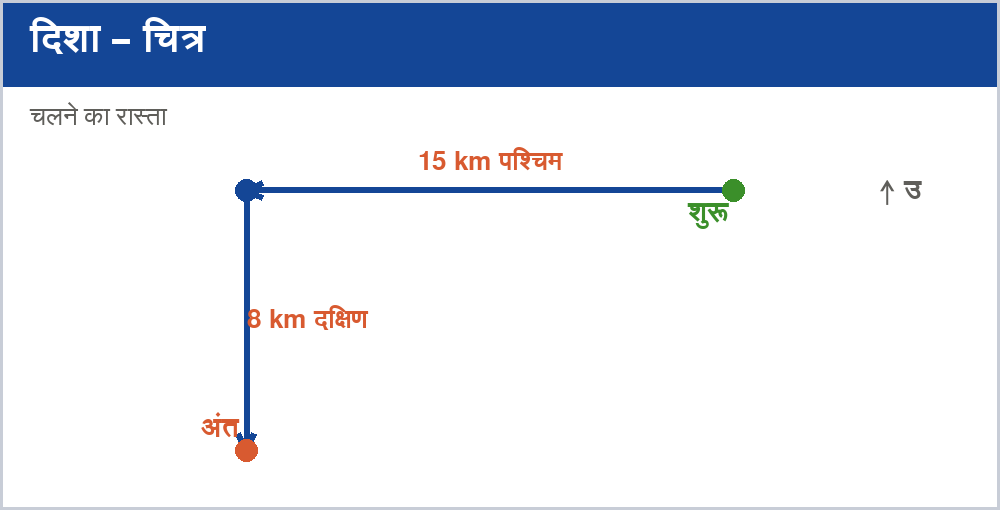 दिशा – चित्र
चलने का रास्ता
15 km पश्चिम
↑ उ
शुरू
8 km दक्षिण
अंत